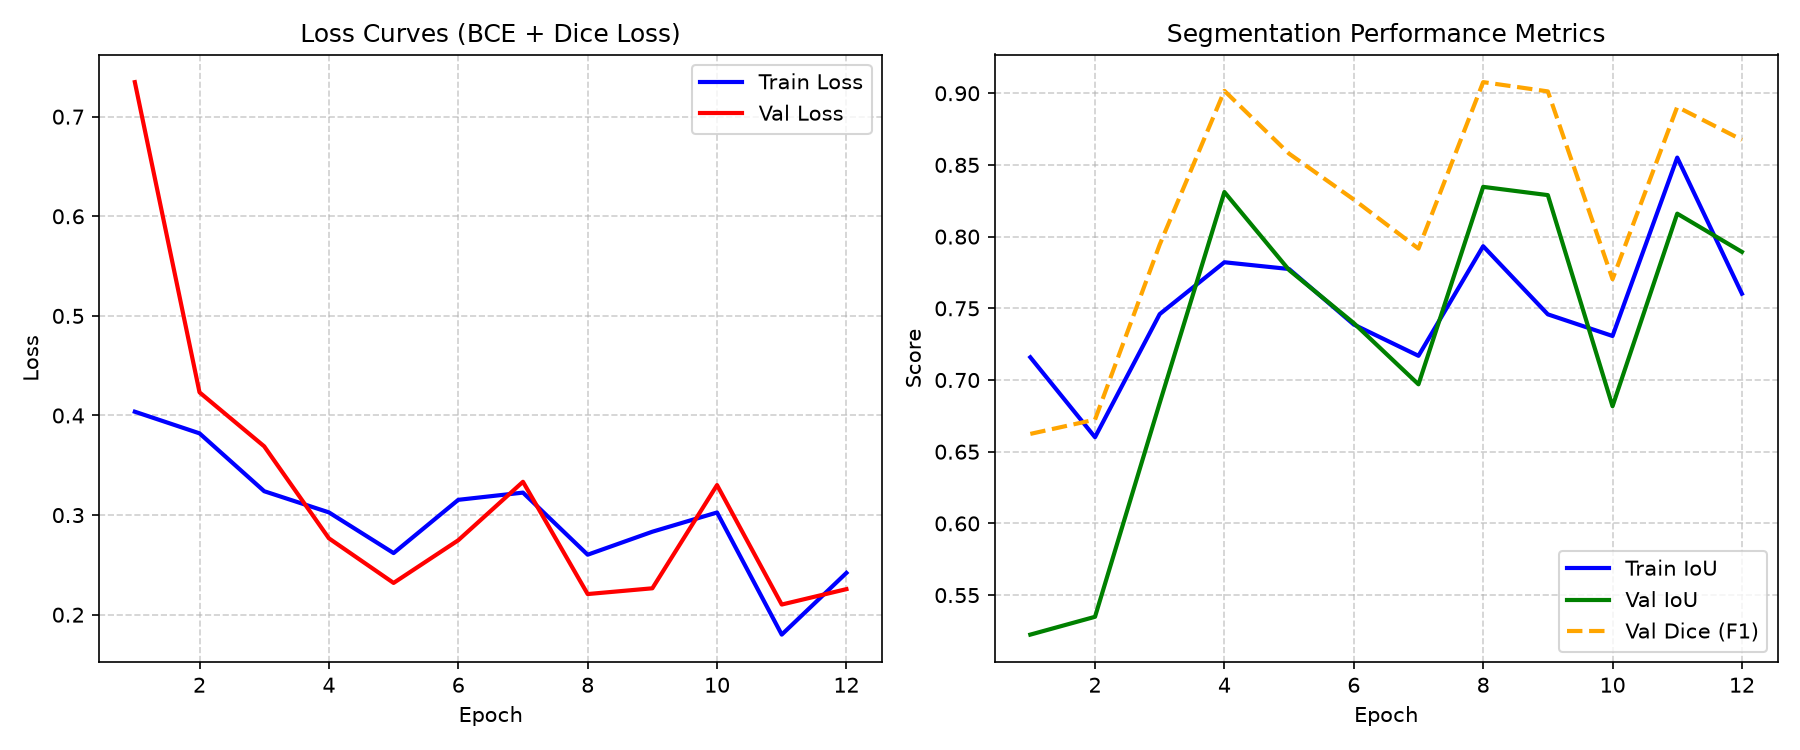 Loss Curves (BCE + Dice Loss)
Train Loss
Val Loss
0.7
0.6
0.5
0.4
0.3
0.2
Loss
2 4 6 8 10 12
Epoch
Segmentation Performance Metrics
0.90
0.85
0.80
0.75
0.70
0.65
0.60
0.55
Score
Train IoU
Val IoU
Val Dice (F1)
2 4 6 8 10 12
Epoch